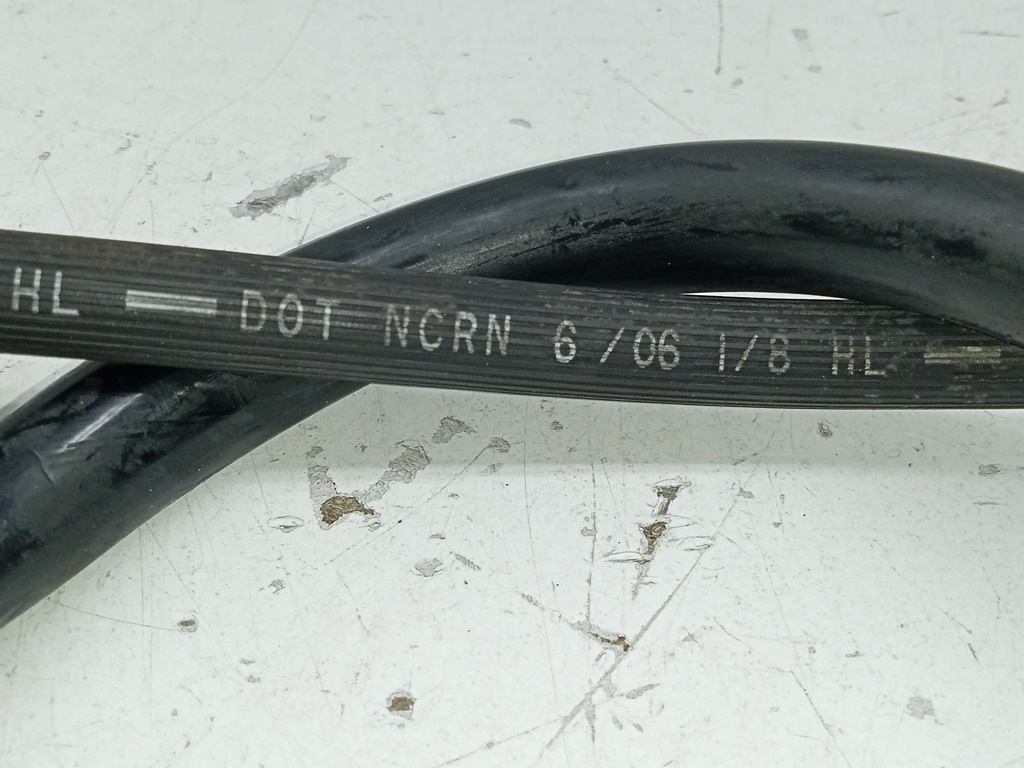 HL — DOT NCRN 6/06 1/8 HL —